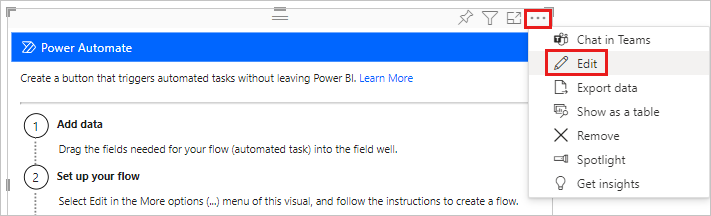 Power Automate
Create a button that triggers automated tasks without leaving Power BI. Learn More
1 Add data
Drag the fields needed for your flow (automated task) into the field well.
2 Set up your flow
Select Edit in the More options (...) menu of this visual, and follow the instructions to create a flow.
Chat in Teams
Edit
Export data
Show as a table
Remove
Spotlight
Get insights